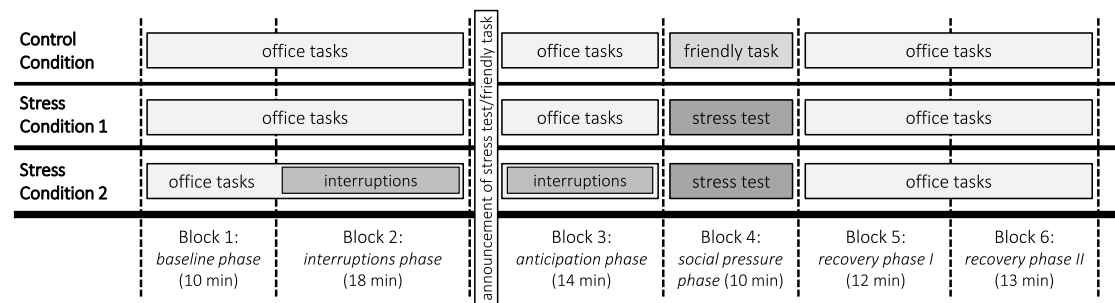 Control
Condition
office tasks
office tasks
friendly task
office tasks
Stress
Condition 1
office tasks
office tasks
stress test
office tasks
Stress
Condition 2
office tasks
interruptions
interruptions
stress test
office tasks
announcement of stress test/friendly task
Block 1:
baseline phase
(10 min)
Block 2:
interruptions phase
(18 min)
Block 3:
anticipation phase
(14 min)
Block 4:
social pressure
phase (10 min)
Block 5:
recovery phase I
(12 min)
Block 6:
recovery phase II
(13 min)